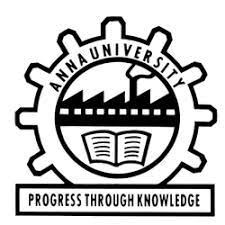 ANNA UNIVERSITY
PROGRESS THROUGH KNOWLEDGE